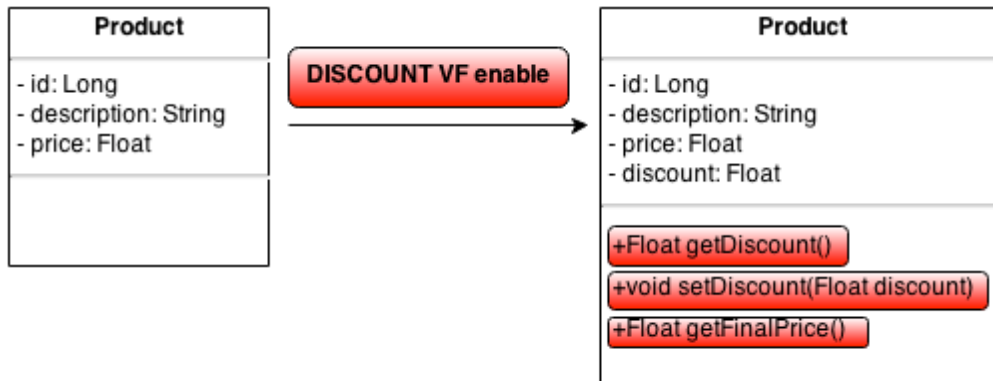 Product
- id: Long
- description: String
- price: Float
DISCOUNT VF enable
Product
- id: Long
- description: String
- price: Float
- discount: Float
+Float getDiscount()
+void setDiscount(Float discount)
+Float getFinalPrice()